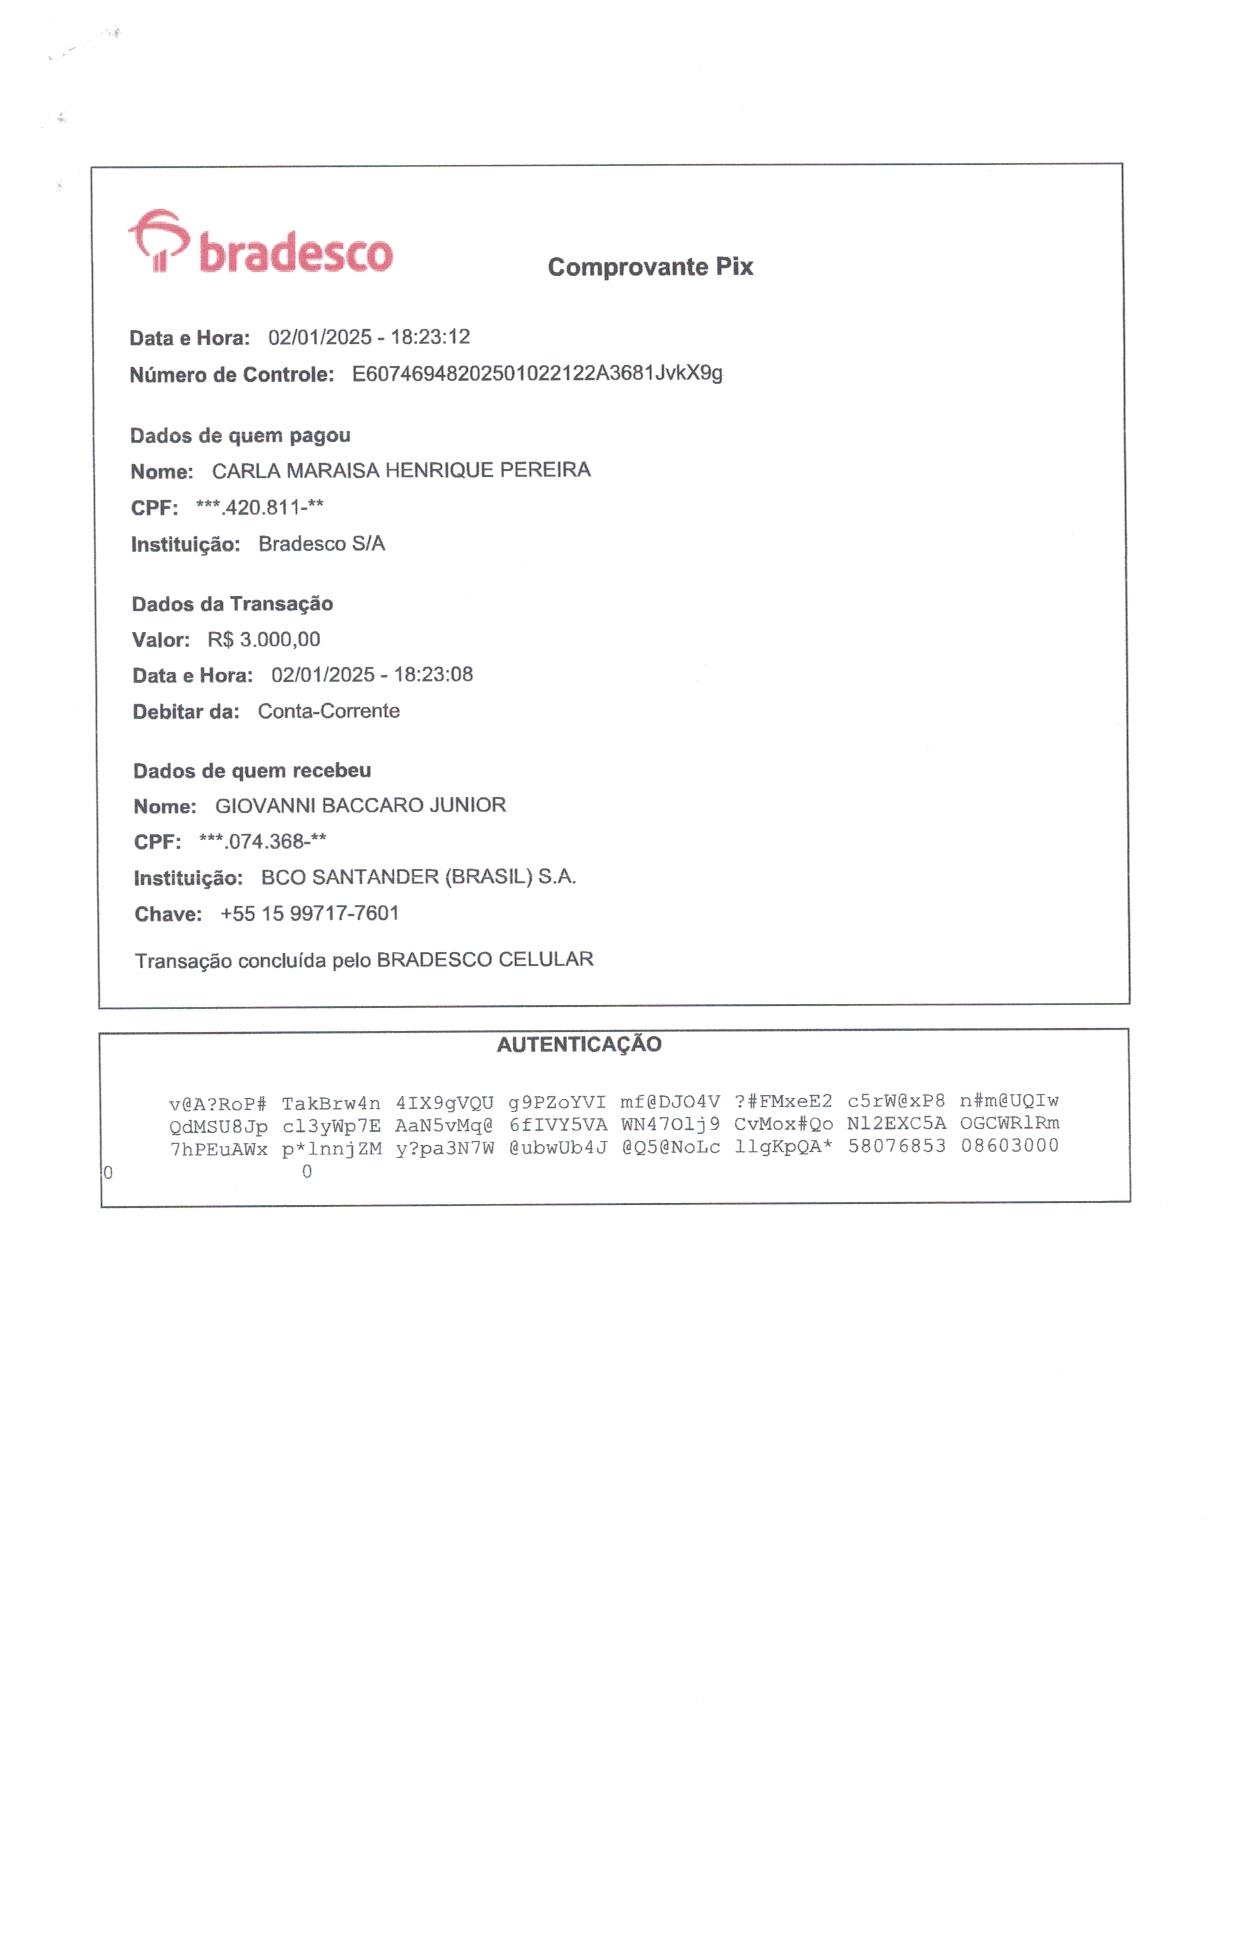 bradesco
Comprovante Pix
Data e Hora: 02/01/2025 - 18:23:12
Número de Controle: E60746948202501022122A3681JvkX9g
Dados de quem pagou
Nome: CARLA MARAISA HENRIQUE PEREIRA
CPF: ***.420.811-**
Instituição: Bradesco S/A
Dados da Transação
Valor: R$ 3.000,00
Data e Hora: 02/01/2025 - 18:23:08
Debitar da: Conta-Corrente
Dados de quem recebeu
Nome: GIOVANNI BACCARO JUNIOR
CPF: ***.074.368-**
Instituição: BCO SANTANDER (BRASIL) S.A.
Chave: +55 15 99717-7601
Transação concluída pelo BRADESCO CELULAR
AUTENTICAÇÃO
v@A?RoP# TakBrw4n 4IX9gVQU g9PZoYVI mf@DJO4V ?#FMxeE2 c5rW@xP8 n#m@UQIw
QdMSU8Jp cl3yWp7E AaN5vMq@ 6fIVY5VA WN47Olj9 CvMox#Qo Nl2EXC5A OGCWRlRm
7hPEuAWx p*lnnjZM y?pa3N7W @ubwUb4J @Q5@NoLc llgKpQA* 58076853 08603000
0 0